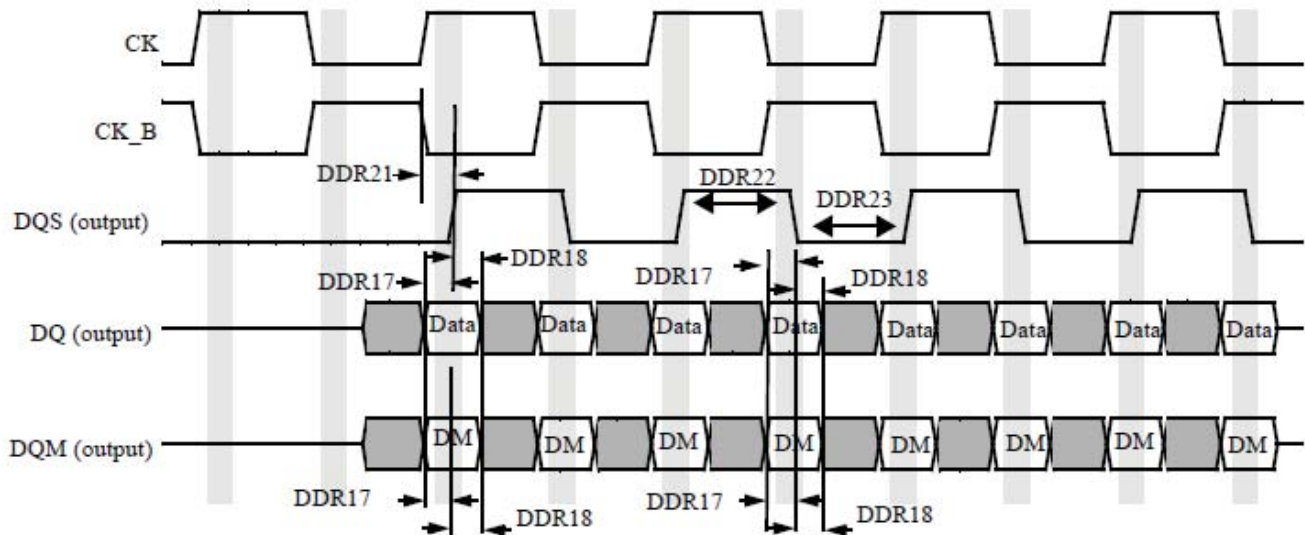 CK
CK_B
DDR21
DDR22
DDR23
DQS (output)
DDR18
DDR17
DDR17
DDR18
DQ (output)
Data
Data
Data
Data
Data
Data
Data
Data
DQM (output)
DM
DM
DM
DM
DM
DM
DM
DM
DDR17
DDR18
DDR17
DDR18